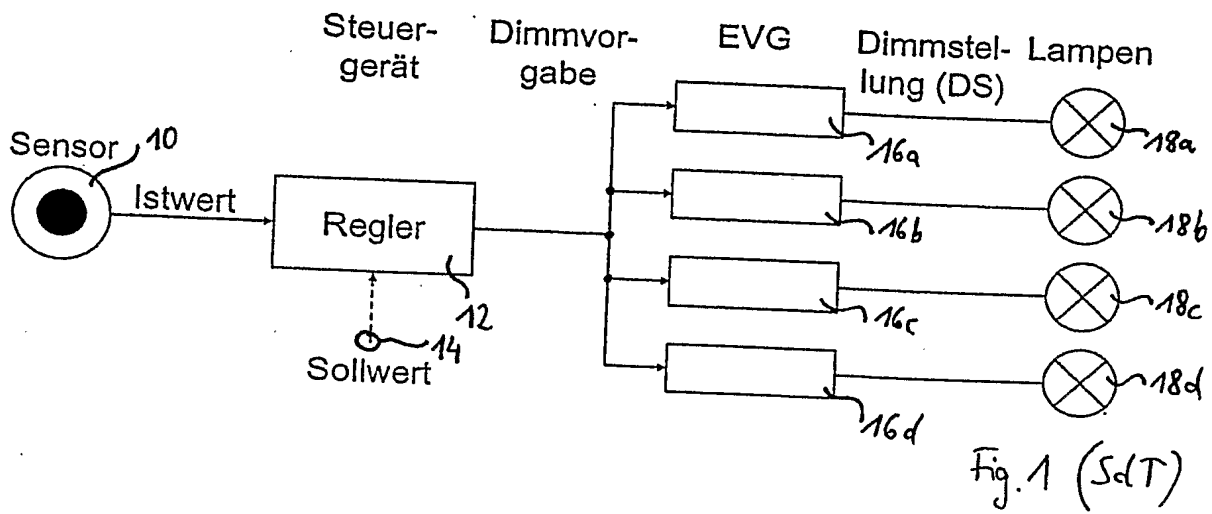 Steuer-
gerät
Dimmvor-
gabe
EVG
Dimmstel-
lung (DS)
Lampen
Sensor
10
Istwert
Regler
12
14
Sollwert
16a
18a
16b
18b
16c
18c
16d
18d
Fig. 1 (SdT)